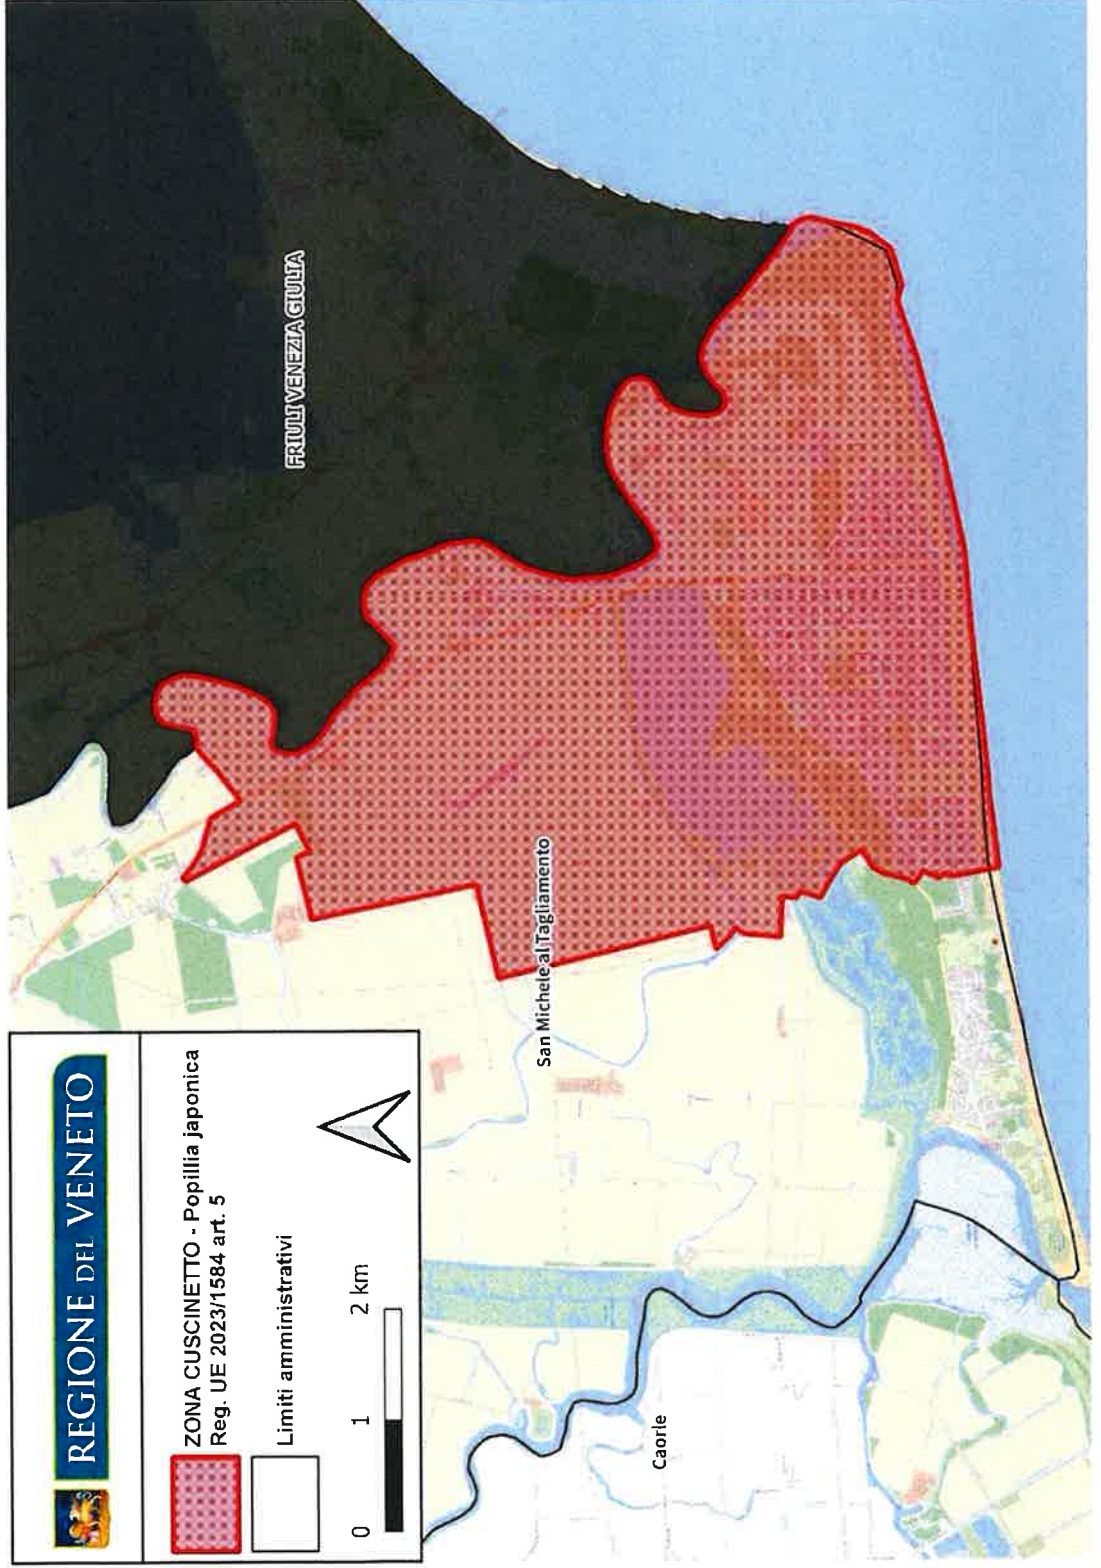 REGIONE DEL VENETO
ZONA CUSCINETTO - Popillia japonica
Reg. UE 2023/1584 art. 5
Limiti amministrativi
0 1 2 km
FRIULI VENEZIA GIULIA
San Michele al Tagliamento
Caorle